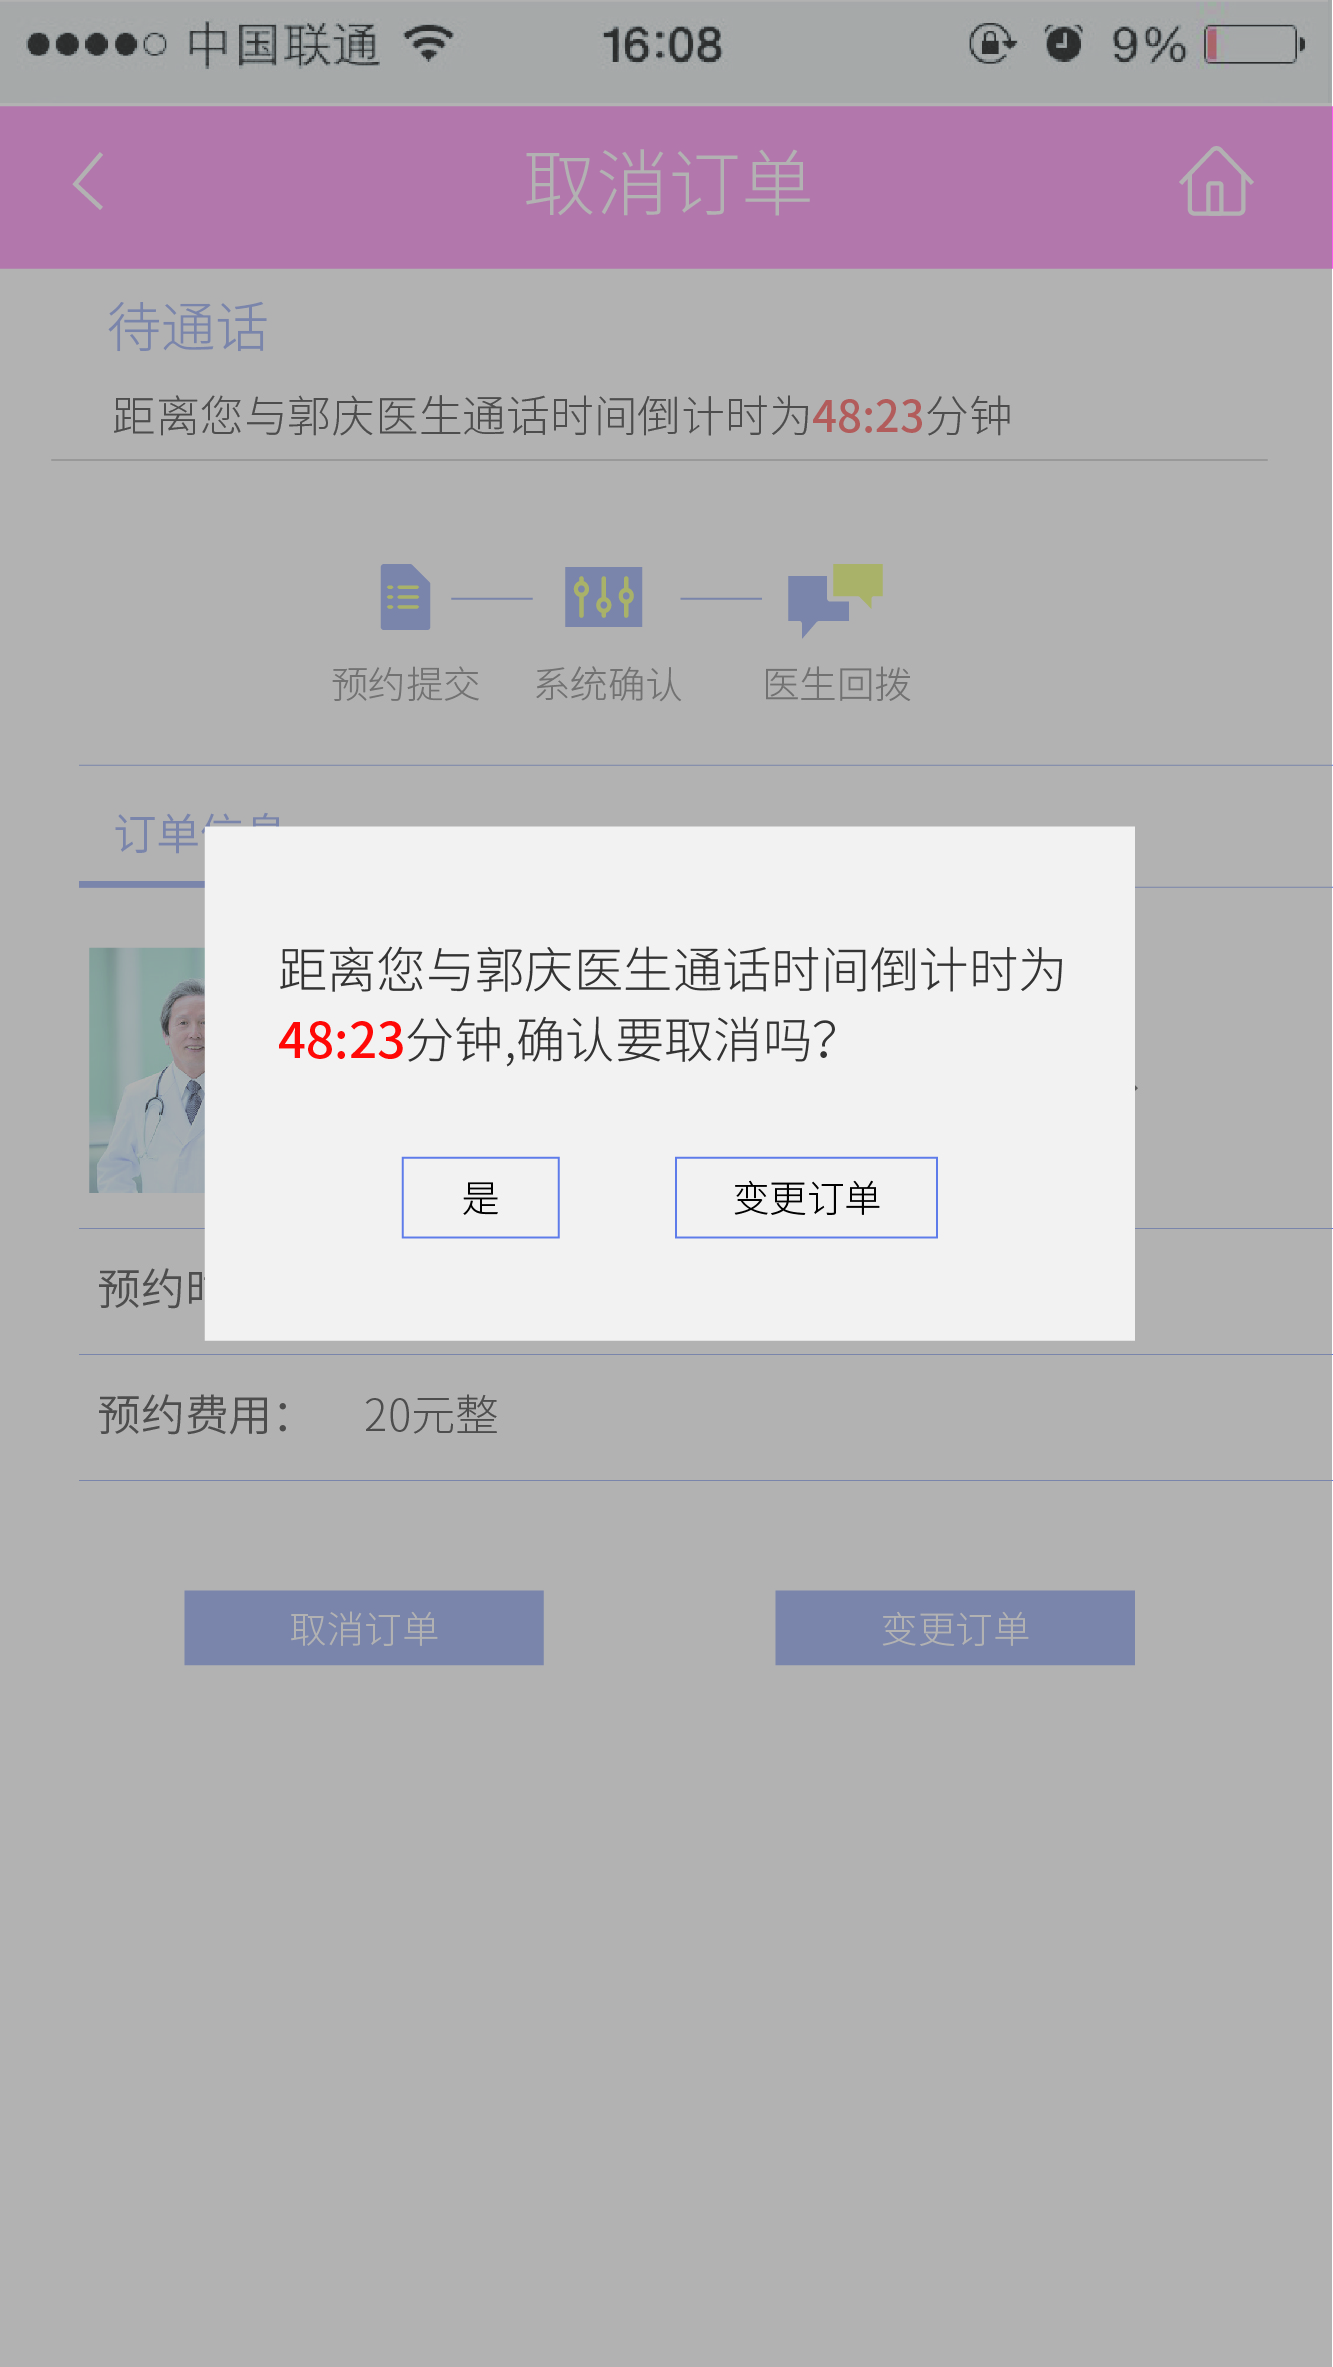 中国联通 16:08 9%
取消订单
待通话
距离您与郭庆医生通话时间倒计时为48:23分钟
预约提交 系统确认 医生回拨
订单信息
距离您与郭庆医生通话时间倒计时为
48:23分钟,确认要取消吗?
是 变更订单
预约时
预约费用： 20元整
取消订单 变更订单